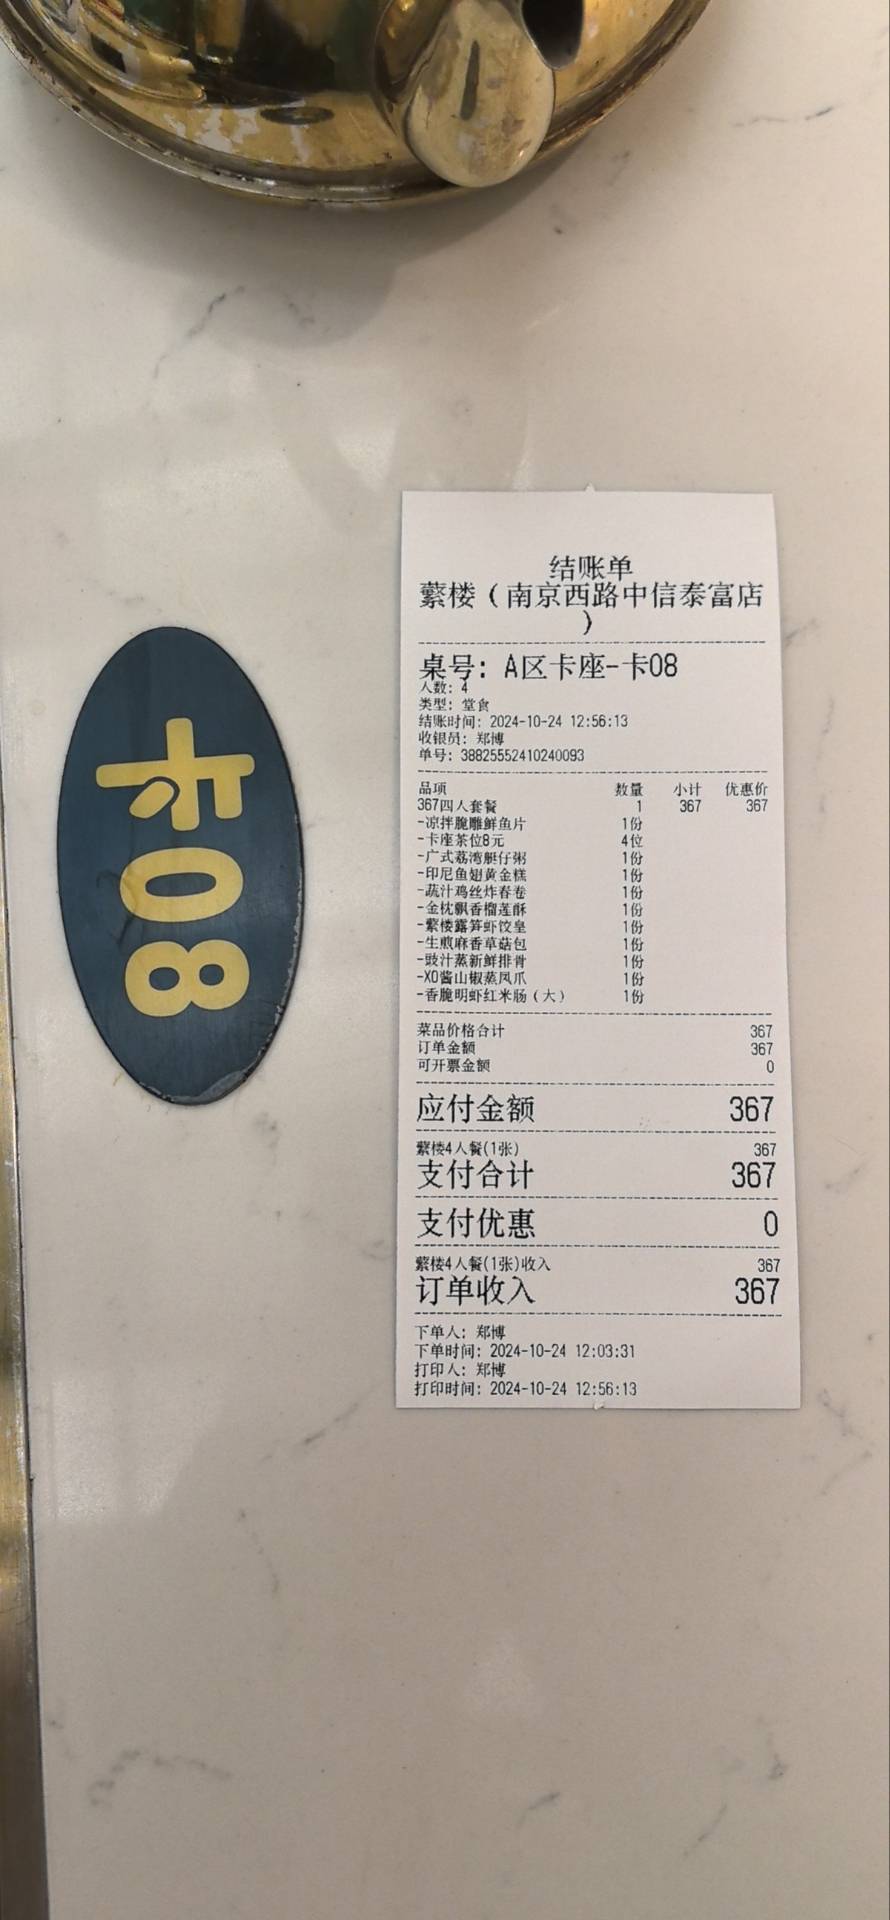 卡08
结账单
蘩楼（南京西路中信泰富店
）
桌号: A区卡座-卡08
人数: 4
类型: 堂食
结账时间: 2024-10-24 12:56:13
收银员: 郑博
单号: 38825552410240093
品项 数量 小计 优惠价
367四人套餐 1 367 367
-凉拌脆雕鲜鱼片 1份
-卡座茶位8元 4位
-广式荔湾艇仔粥 1份
-印尼鱼翅黄金糕 1份
-蔬汁鸡丝炸春卷 1份
-金枕飘香榴莲酥 1份
-蘩楼露笋虾饺皇 1份
-生煎麻香草菇包 1份
-豉汁蒸新鲜排骨 1份
-XO酱山椒蒸凤爪 1份
-香脆明虾红米肠（大） 1份
菜品价格合计 367
订单金额 367
可开票金额 0
应付金额 367
蘩楼4人餐(1张) 367
支付合计 367
支付优惠 0
蘩楼4人餐(1张)收入 367
订单收入 367
下单人: 郑博
下单时间: 2024-10-24 12:03:31
打印人: 郑博
打印时间: 2024-10-24 12:56:13